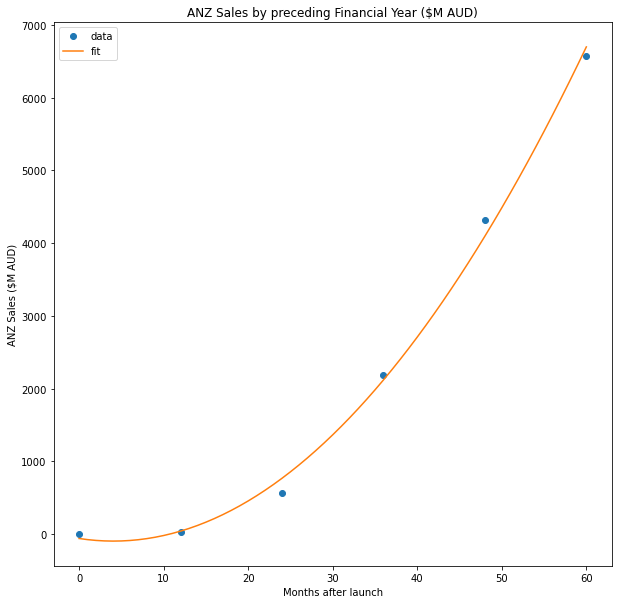 ANZ Sales by preceding Financial Year ($M AUD)
data
fit
7000
6000
5000
4000
3000
2000
1000
0
ANZ Sales ($M AUD)
0 10 20 30 40 50 60
Months after launch